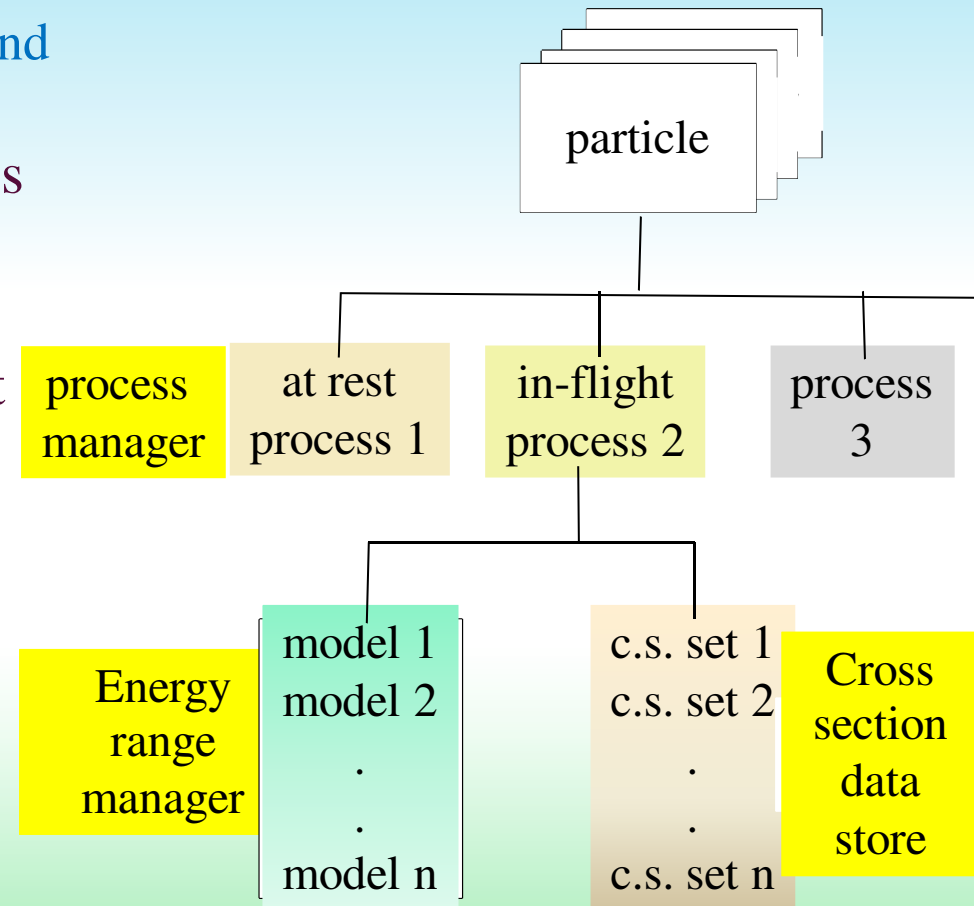 particle
process
manager
at rest
process 1
in-flight
process 2
process
3
Energy
range
manager
model 1
model 2
.
.
model n
c.s. set 1
c.s. set 2
.
.
c.s. set n
Cross
section
data
store